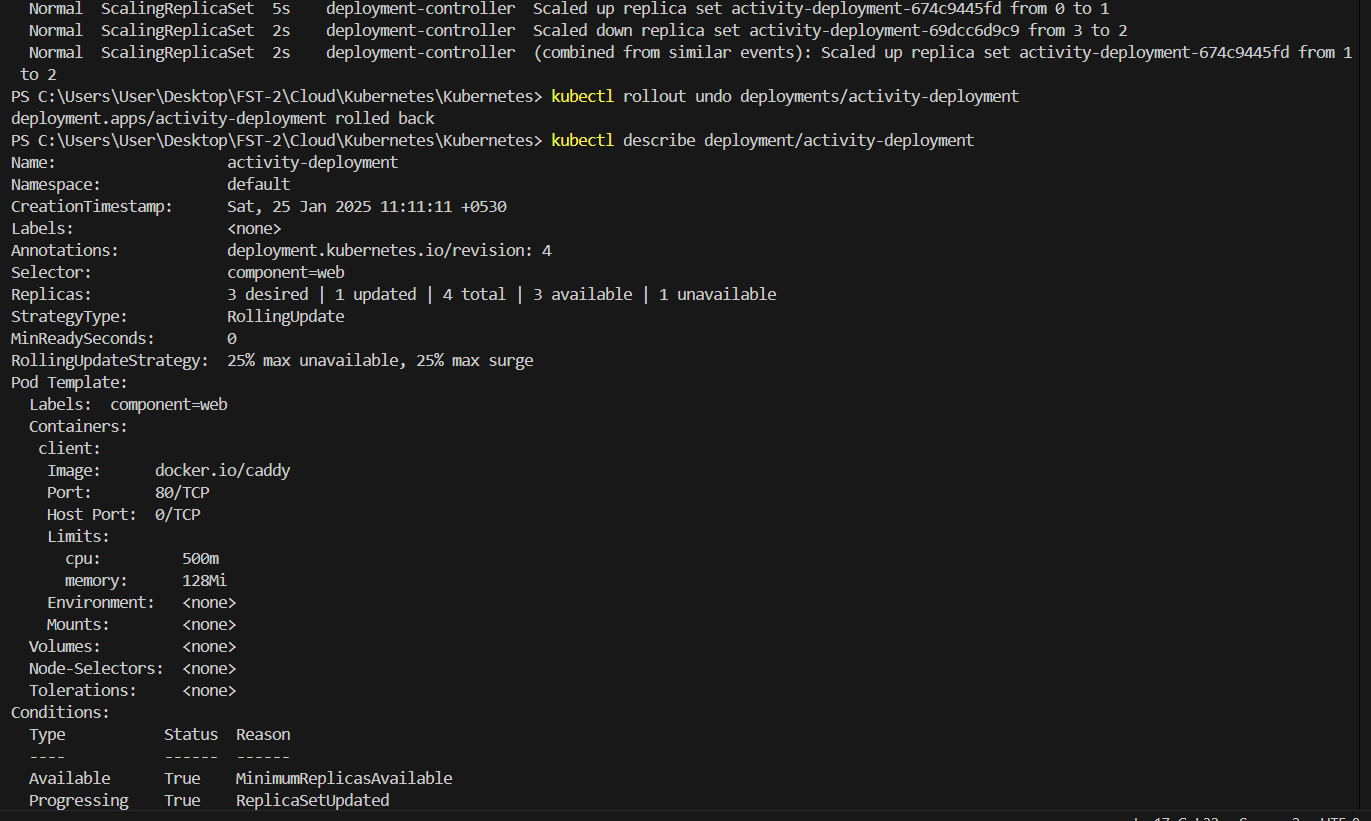 Normal  ScalingReplicaSet  5s    deployment-controller  Scaled up replica set activity-deployment-674c9445fd from 0 to 1
Normal  ScalingReplicaSet  2s    deployment-controller  Scaled down replica set activity-deployment-69dcc6d9c9 from 3 to 2
Normal  ScalingReplicaSet  2s    deployment-controller  (combined from similar events): Scaled up replica set activity-deployment-674c9445fd from 1
to 2
PS C:\Users\User\Desktop\FST-2\Cloud\Kubernetes\Kubernetes> kubectl rollout undo deployments/activity-deployment
deployment.apps/activity-deployment rolled back
PS C:\Users\User\Desktop\FST-2\Cloud\Kubernetes\Kubernetes> kubectl describe deployment/activity-deployment
Name:                   activity-deployment
Namespace:              default
CreationTimestamp:      Sat, 25 Jan 2025 11:11:11 +0530
Labels:                 <none>
Annotations:            deployment.kubernetes.io/revision: 4
Selector:               component=web
Replicas:               3 desired | 1 updated | 4 total | 3 available | 1 unavailable
StrategyType:           RollingUpdate
MinReadySeconds:        0
RollingUpdateStrategy:  25% max unavailable, 25% max surge
Pod Template:
  Labels:  component=web
  Containers:
   client:
    Image:      docker.io/caddy
    Port:       80/TCP
    Host Port:  0/TCP
    Limits:
      cpu:         500m
      memory:      128Mi
    Environment:   <none>
    Mounts:        <none>
  Volumes:         <none>
  Node-Selectors:  <none>
  Tolerations:     <none>
Conditions:
  Type           Status  Reason
  ----           ------  ------
  Available      True    MinimumReplicasAvailable
  Progressing    True    ReplicaSetUpdated